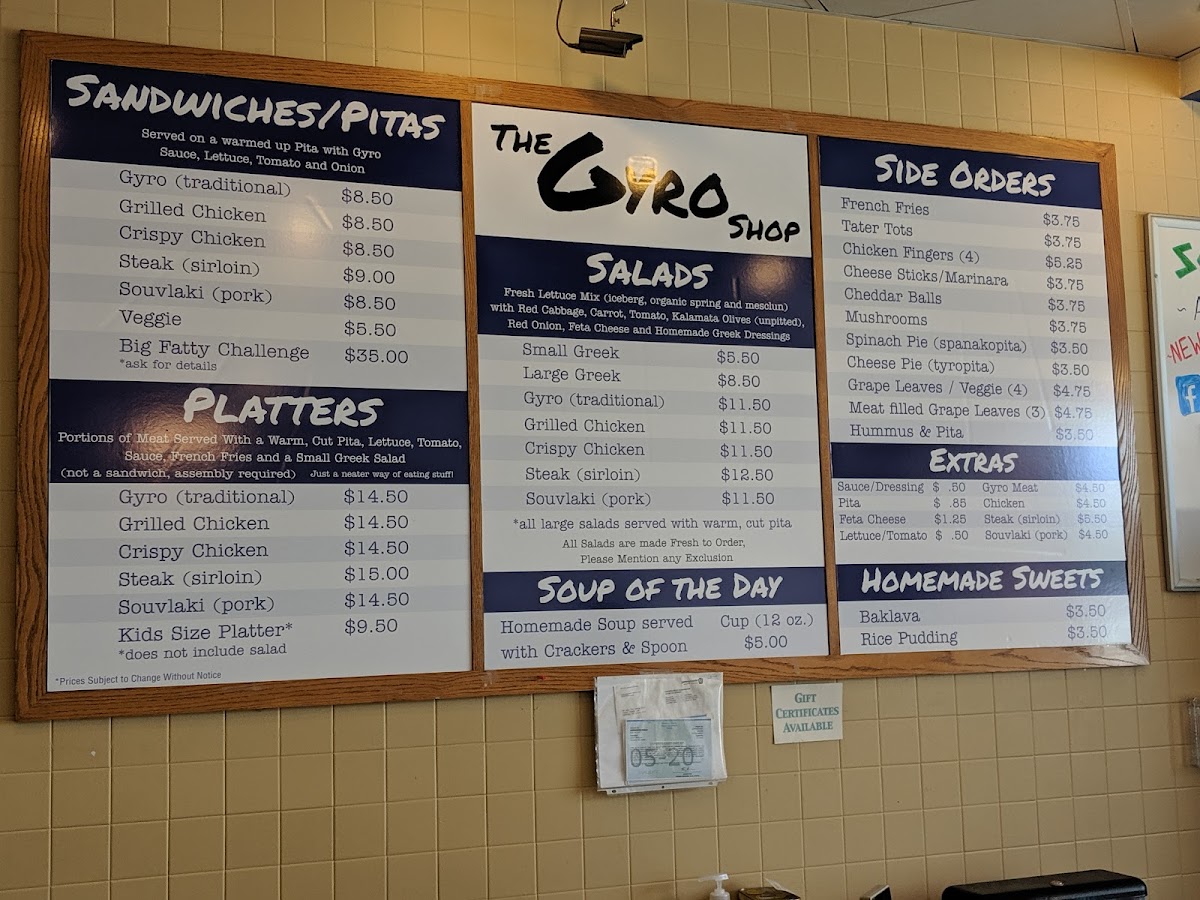 SANDWICHES/PITAS
Served on a warmed up Pita with Gyro
Sauce, Lettuce, Tomato and Onion
Gyro (traditional) $8.50
Grilled Chicken $8.50
Crispy Chicken $8.50
Steak (sirloin) $9.00
Souvlaki (pork) $8.50
Veggie $5.50
Big Fatty Challenge $35.00
*ask for details
PLATTERS
Portions of Meat Served With a Warm, Cut Pita, Lettuce, Tomato,
Sauce, French Fries and a Small Greek Salad
(not a sandwich, assembly required) Just a neater way of eating stuff!
Gyro (traditional) $14.50
Grilled Chicken $14.50
Crispy Chicken $14.50
Steak (sirloin) $15.00
Souvlaki (pork) $14.50
Kids Size Platter* $9.50
*does not include salad
*Prices Subject to Change Without Notice
THE GYRO SHOP
SALADS
Fresh Lettuce Mix (iceberg, organic spring and mesclun)
with Red Cabbage, Carrot, Tomato, Kalamata Olives (unpitted),
Red Onion, Feta Cheese and Homemade Greek Dressings
Small Greek $5.50
Large Greek $8.50
Gyro (traditional) $11.50
Grilled Chicken $11.50
Crispy Chicken $11.50
Steak (sirloin) $12.50
Souvlaki (pork) $11.50
*all large salads served with warm, cut pita
All Salads are made Fresh to Order,
Please Mention any Exclusion
SOUP OF THE DAY
Homemade Soup served Cup (12 oz.)
with Crackers & Spoon $5.00
SIDE ORDERS
French Fries $3.75
Tater Tots $3.75
Chicken Fingers (4) $5.25
Cheese Sticks/Marinara $3.75
Cheddar Balls $3.75
Mushrooms $3.75
Spinach Pie (spanakopita) $3.50
Cheese Pie (tyropita) $3.50
Grape Leaves / Veggie (4) $4.75
Meat filled Grape Leaves (3) $4.75
Hummus & Pita $3.50
EXTRAS
Sauce/Dressing $ .50 Gyro Meat $4.50
Pita $ .85 Chicken $4.50
Feta Cheese $1.25 Steak (sirloin) $5.50
Lettuce/Tomato $ .50 Souvlaki (pork) $4.50
HOMEMADE SWEETS
Baklava $3.50
Rice Pudding $3.50
05-20
GIFT
CERTIFICATES
AVAILABLE
NEW
f